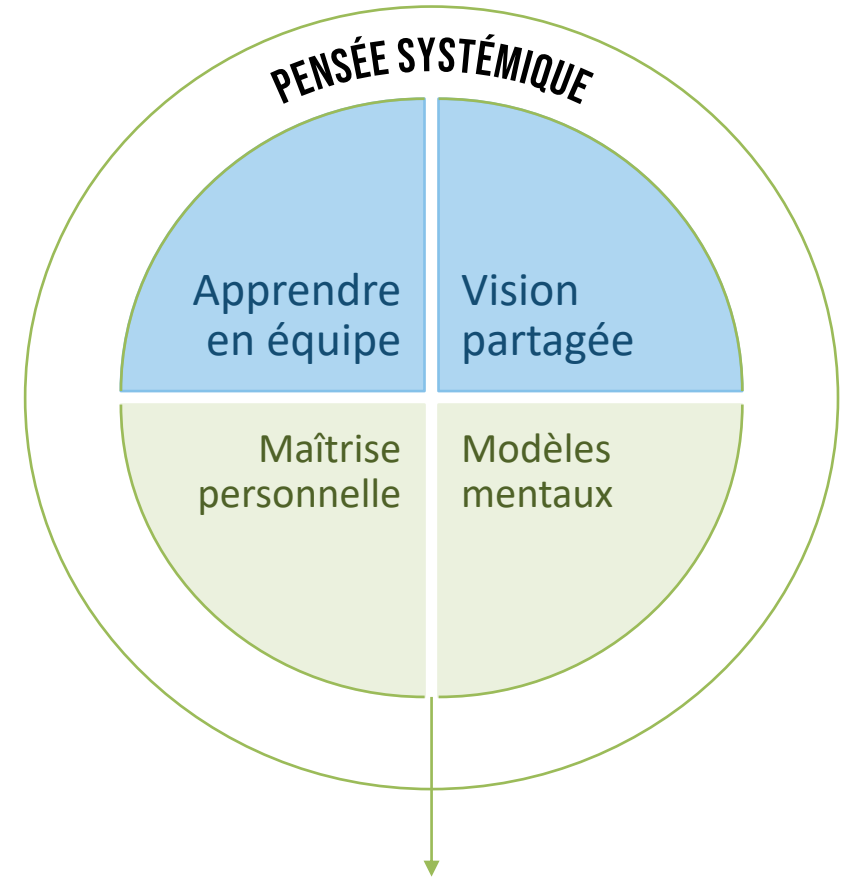 PENSÉE SYSTÉMIQUE
Apprendre
en équipe
Vision
partagée
Maîtrise
personnelle
Modèles
mentaux